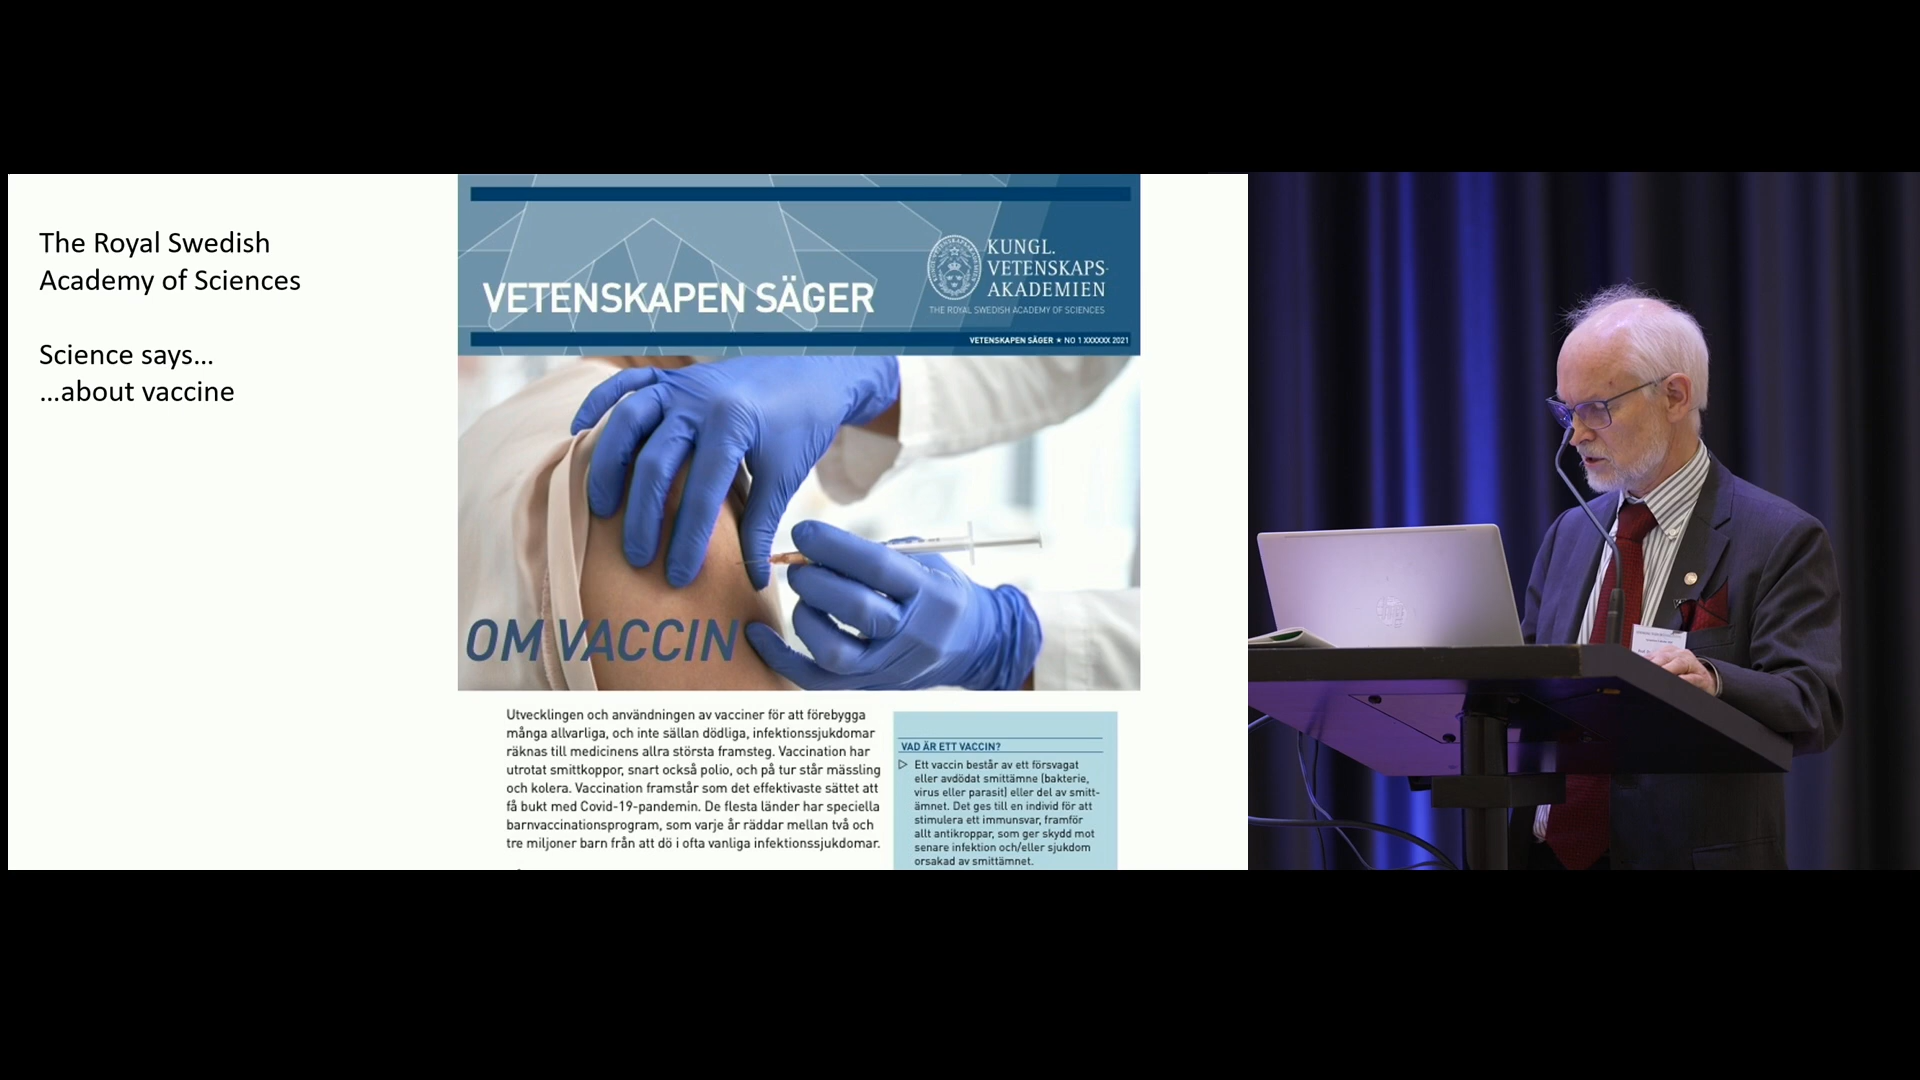 The Royal Swedish
Academy of Sciences
Science says...
...about vaccine
VETENSKAPEN SÄGER
KUNGL.
VETENSKAPS-
AKADEMIEN
THE ROYAL SWEDISH ACADEMY OF SCIENCES
VETENSKAPEN SÄGER ★ NO 1 XXXXXX 2021
OM VACCIN
Utvecklingen och användningen av vacciner för att förebygga
många allvarliga, och inte sällan dödliga, infektionssjukdomar
räknas till medicinens allra största framsteg. Vaccination har
utrotat smittkoppor, snart också polio, och på tur står mässling
och kolera. Vaccination framstår som det effektivaste sättet att
få bukt med Covid-19-pandemin. De flesta länder har speciella
barnvaccinationsprogram, som varje år räddar mellan två och
tre miljoner barn från att dö i ofta vanliga infektionssjukdomar.
VAD ÄR ETT VACCIN?
▷ Ett vaccin består av ett försvagat
eller avdödat smittämne (bakterie,
virus eller parasit) eller del av smitt-
ämnet. Det ges till en individ för att
stimulera ett immunsvar, framför
allt antikroppar, som ger skydd mot
senare infektion och/eller sjukdom
orsakad av smittämnet.